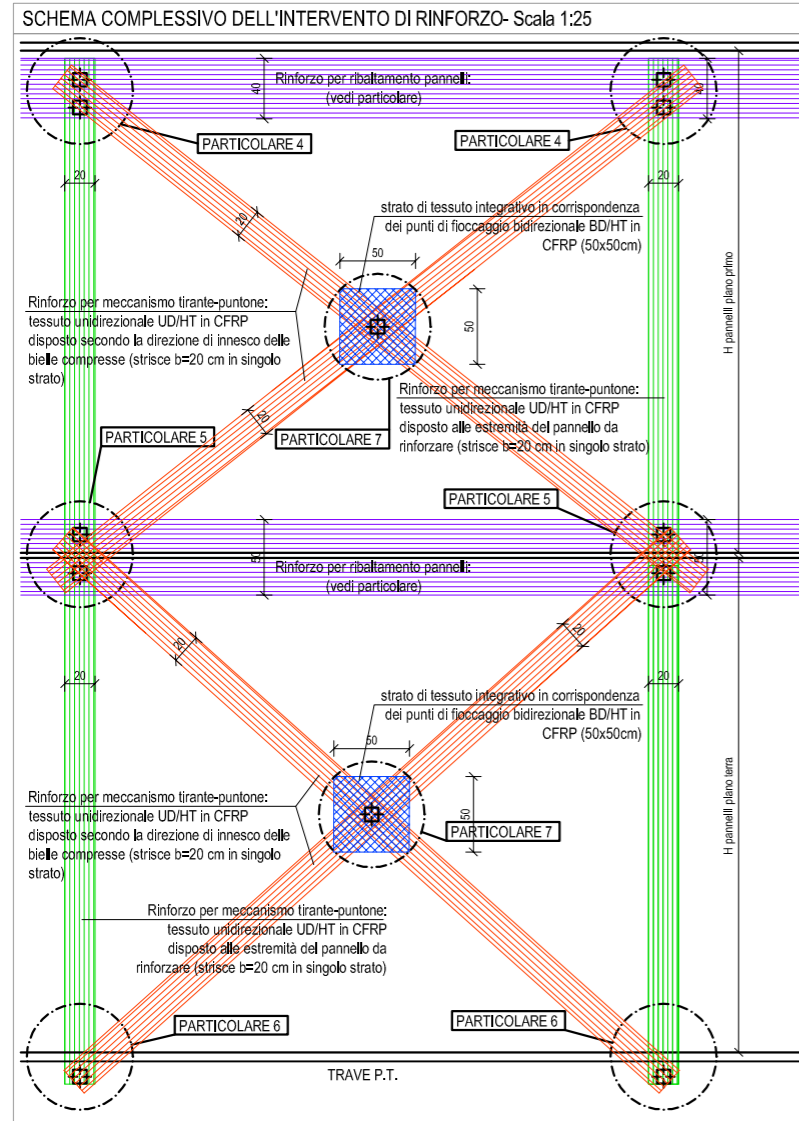 SCHEMA COMPLESSIVO DELL'INTERVENTO DI RINFORZO- Scala 1:25
Rinforzo per ribaltamento pannelli:
(vedi particolare)
40
40
PARTICOLARE 4
PARTICOLARE 4
20
20
20
strato di tessuto integrativo in corrispondenza
dei punti di fioccaggio bidirezionale BD/HT in
CFRP (50x50cm)
50
50
H pannelli piano primo
Rinforzo per meccanismo tirante-puntone:
tessuto unidirezionale UD/HT in CFRP
disposto secondo la direzione di innesco delle
bielle compresse (strisce b=20 cm in singolo
strato)
Rinforzo per meccanismo tirante-puntone:
tessuto unidirezionale UD/HT in CFRP
disposto alle estremità del pannello da
rinforzare (strisce b=20 cm in singolo strato)
20
PARTICOLARE 5
PARTICOLARE 7
PARTICOLARE 5
50
50
Rinforzo per ribaltamento pannelli:
(vedi particolare)
20
20
20
20
strato di tessuto integrativo in corrispondenza
dei punti di fioccaggio bidirezionale BD/HT in
CFRP (50x50cm)
50
50
H pannelli piano terra
Rinforzo per meccanismo tirante-puntone:
tessuto unidirezionale UD/HT in CFRP
disposto secondo la direzione di innesco delle
bielle compresse (strisce b=20 cm in singolo
strato)
PARTICOLARE 7
Rinforzo per meccanismo tirante-puntone:
tessuto unidirezionale UD/HT in CFRP
disposto alle estremità del pannello da
rinforzare (strisce b=20 cm in singolo strato)
PARTICOLARE 6
PARTICOLARE 6
TRAVE P.T.